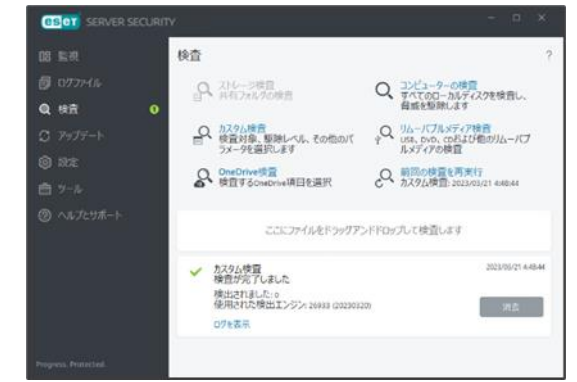 eset SERVER SECURITY
監視
ログファイル
検査
アップデート
設定
ツール
ヘルプとサポート
Progress. Protected.
検査
?
ストレージ検査
共有フォルダの検査
コンピューターの検査
すべてのローカルディスクを検査し、
脅威を駆除します
カスタム検査
検査対象、駆除レベル、その他のパ
ラメータを選択します
リムーバブルメディア検査
USB、DVD、CDおよび他のリムーバブ
ルメディアの検査
OneDrive検査
検査するOneDrive項目を選択
前回の検査を再実行
カスタム検査: 2023/03/21 4:48:44
ここにファイルをドラッグアンドドロップして検査します
カスタム検査
検査が完了しました
2023/03/21 4:48:44
検出されました: 0
使用された検出エンジン: 26933 (20230320)
消去
ログを表示